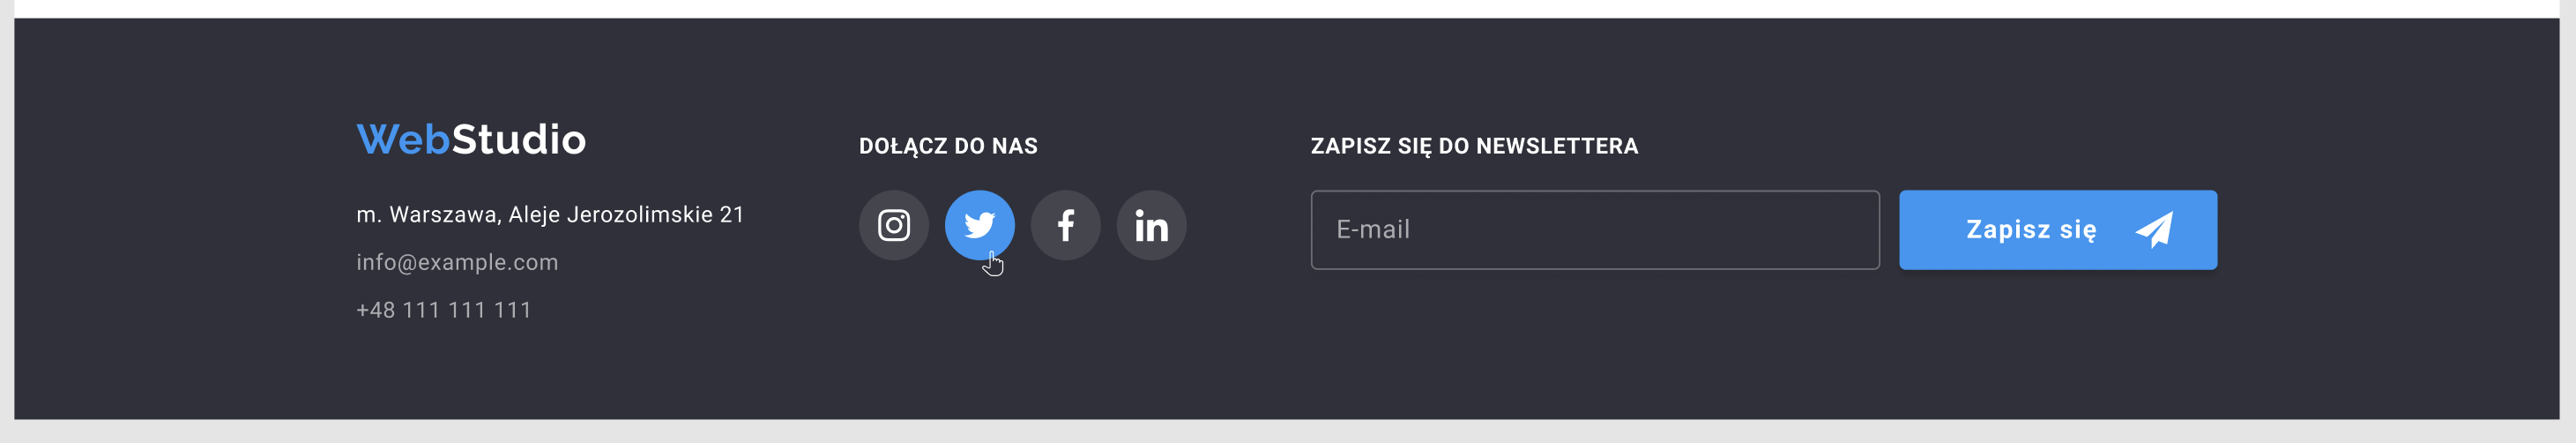 WebStudio
m. Warszawa, Aleje Jerozolimskie 21
info@example.com
+48 111 111 111
DOŁĄCZ DO NAS
ZAPISZ SIĘ DO NEWSLETTERA
E-mail
Zapisz się